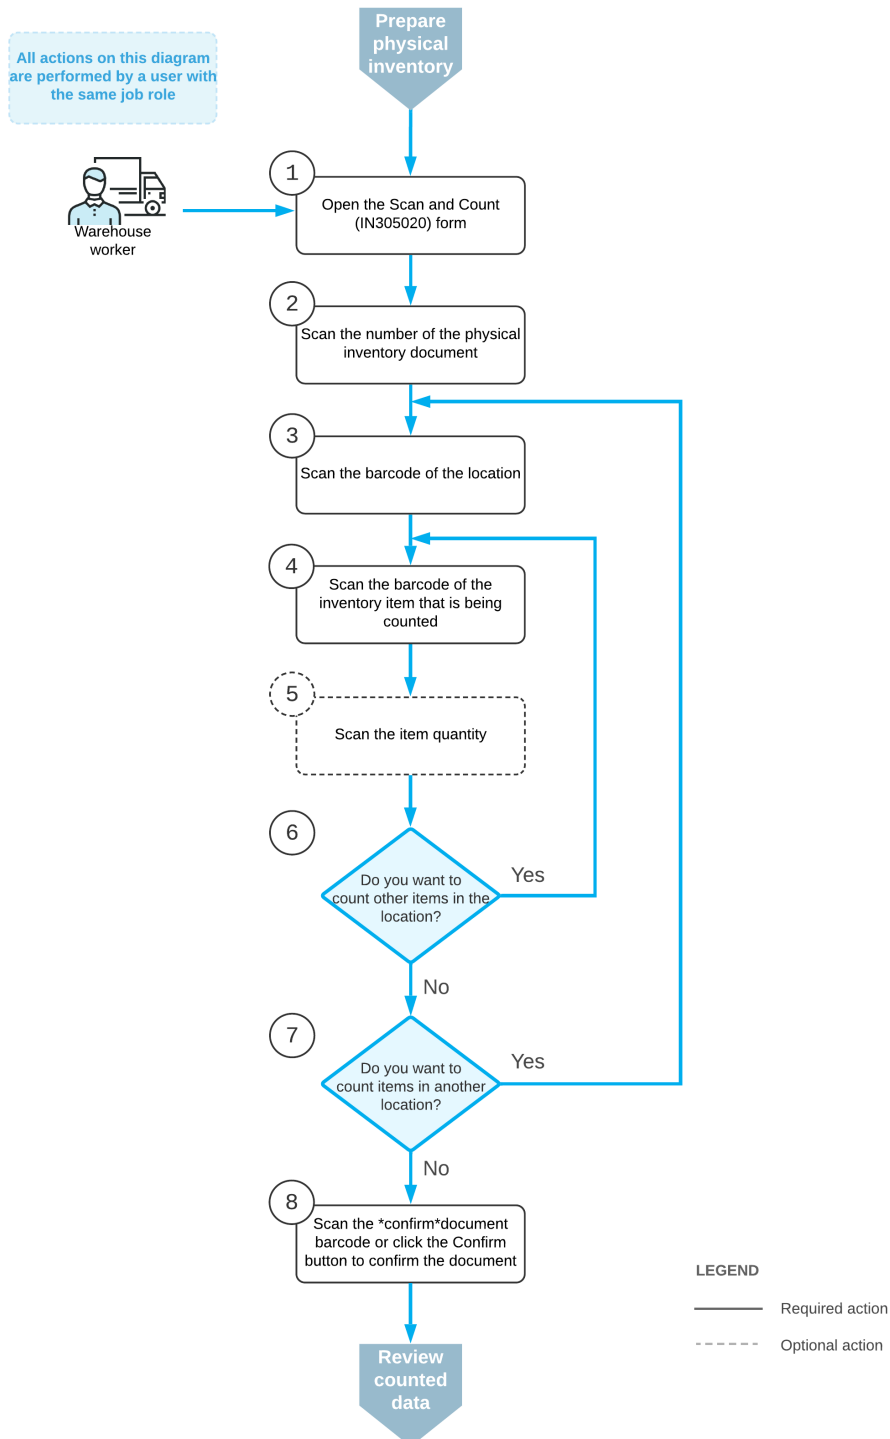 Prepare
physical
inventory
All actions on this diagram
are performed by a user with
the same job role
1
Open the Scan and Count
(IN305020) form
Warehouse
worker
2
Scan the number of the physical
inventory document
3
Scan the barcode of the location
4
Scan the barcode of the
inventory item that is being
counted
5
Scan the item quantity
6
Do you want to
count other items in the
location?
Yes
No
7
Do you want to
count items in another
location?
Yes
No
8
Scan the *confirm*document
barcode or click the Confirm
button to confirm the document
Review
counted
data
LEGEND
Required action
Optional action